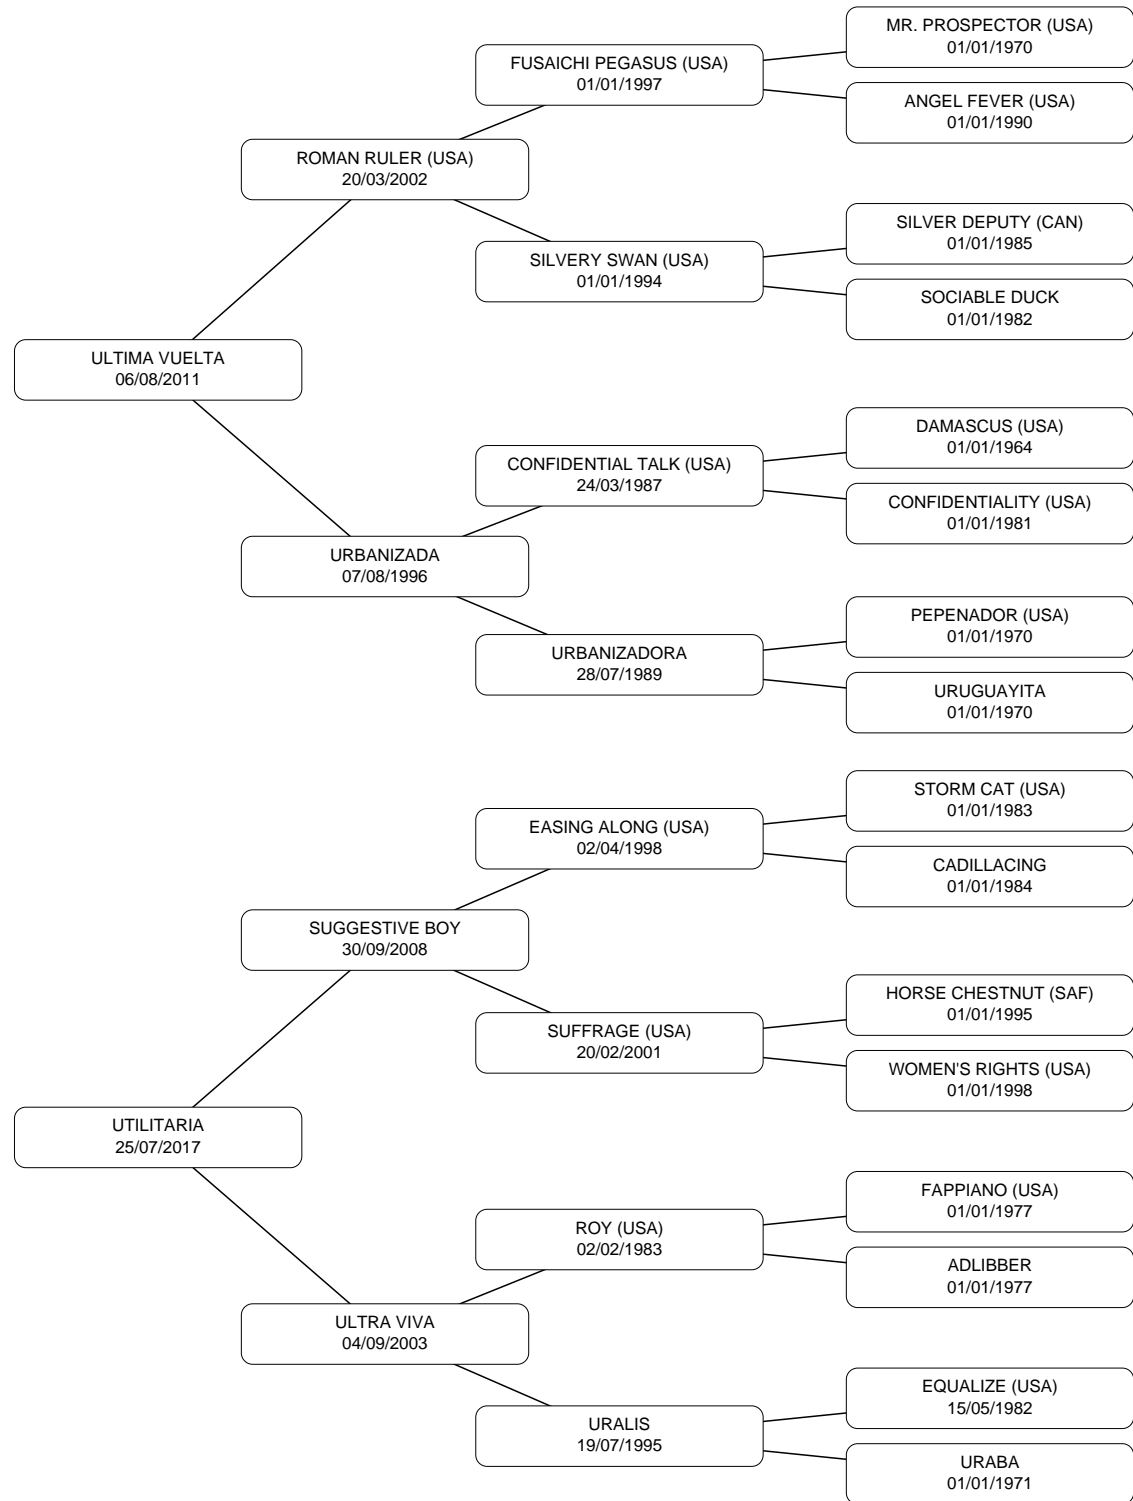 MR. PROSPECTOR (USA)
01/01/1970
FUSAICHI PEGASUS (USA)
01/01/1997
ANGEL FEVER (USA)
01/01/1990
ROMAN RULER (USA)
20/03/2002
SILVER DEPUTY (CAN)
01/01/1985
SILVERY SWAN (USA)
01/01/1994
SOCIABLE DUCK
01/01/1982
ULTIMA VUELTA
06/08/2011
DAMASCUS (USA)
01/01/1964
CONFIDENTIAL TALK (USA)
24/03/1987
CONFIDENTIALITY (USA)
01/01/1981
URBANIZADA
07/08/1996
PEPENADOR (USA)
01/01/1970
URBANIZADORA
28/07/1989
URUGUAYITA
01/01/1970
STORM CAT (USA)
01/01/1983
EASING ALONG (USA)
02/04/1998
CADILLACING
01/01/1984
SUGGESTIVE BOY
30/09/2008
HORSE CHESTNUT (SAF)
01/01/1995
SUFFRAGE (USA)
20/02/2001
WOMEN'S RIGHTS (USA)
01/01/1998
UTILITARIA
25/07/2017
FAPPIANO (USA)
01/01/1977
ROY (USA)
02/02/1983
ADLIBBER
01/01/1977
ULTRA VIVA
04/09/2003
EQUALIZE (USA)
15/05/1982
URALIS
19/07/1995
URABA
01/01/1971